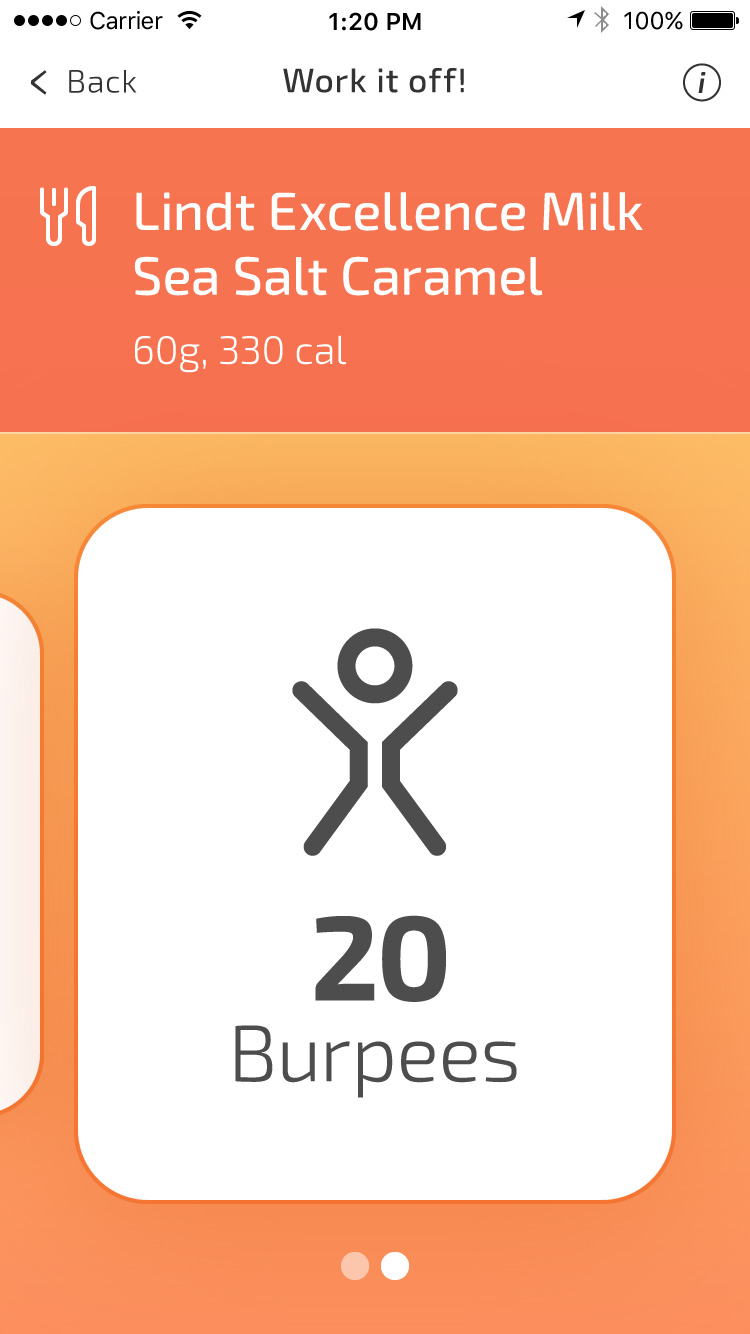 Carrier 1:20 PM 100%
Back Work it off! i
Lindt Excellence Milk
Sea Salt Caramel
60g, 330 cal
20
Burpees